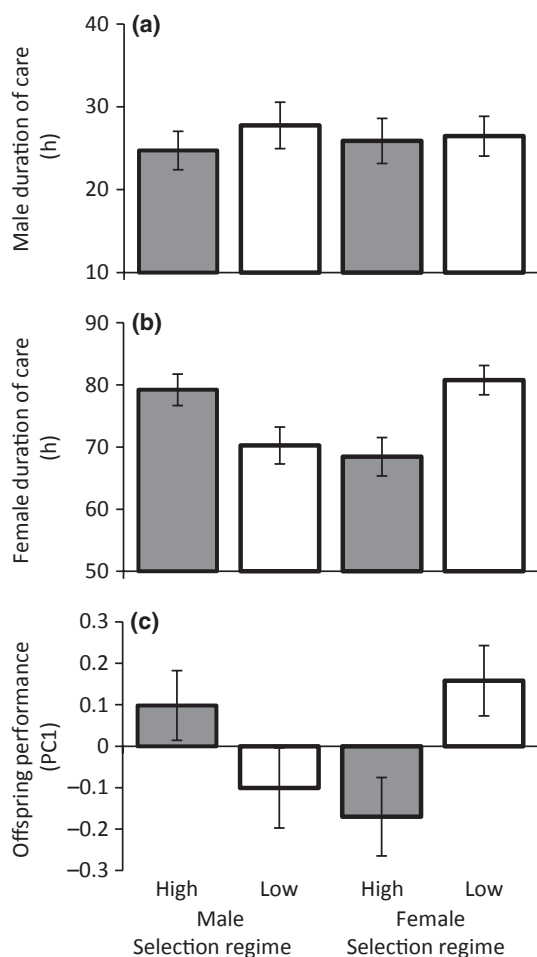 (a)
Male duration of care
(h)
40
30
20
10
(b)
Female duration of care
(h)
90
80
70
60
50
(c)
Offspring performance
(PC1)
0.3
0.2
0.1
0
−0.1
−0.2
−0.3
High Low High Low
Male Female
Selection regime Selection regime